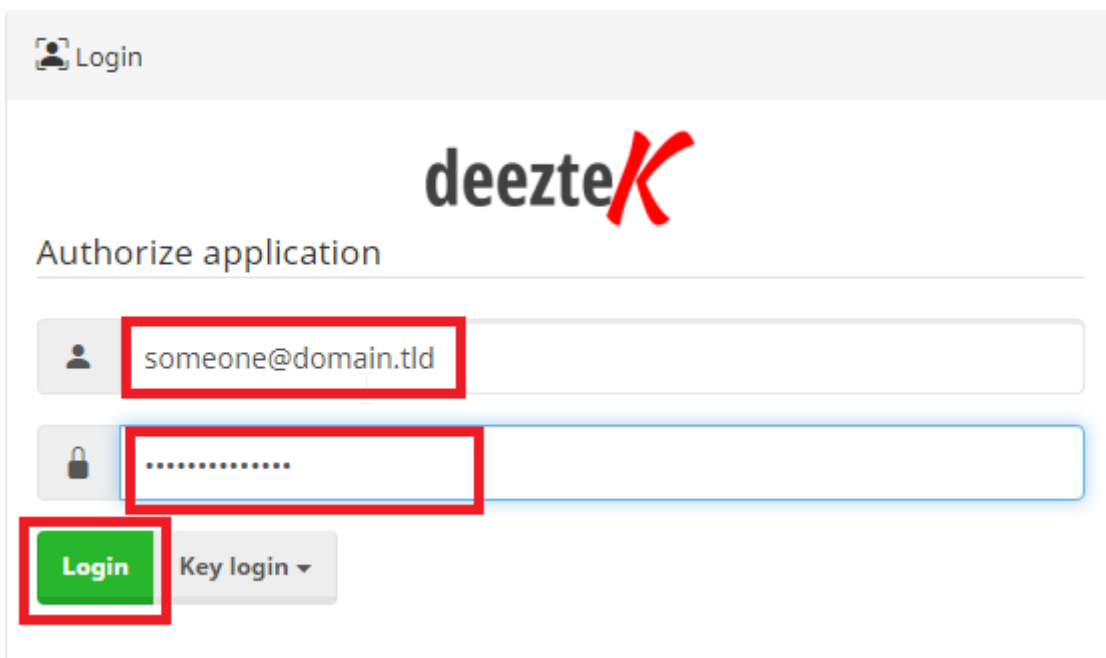 Login
deezteK
Authorize application
someone@domain.tld
••••••••••••••
Login Key login